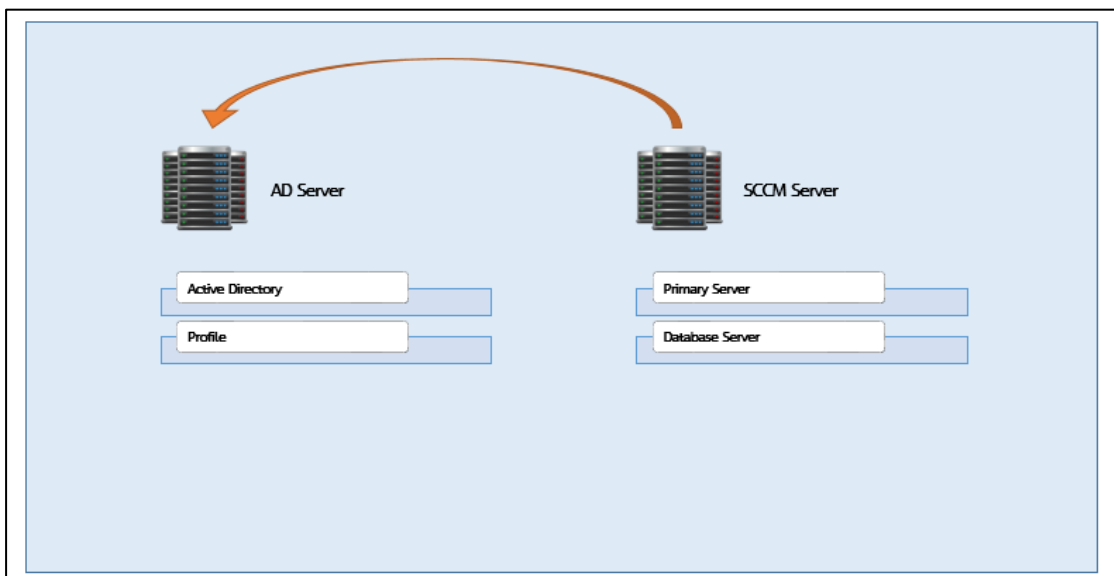 AD Server
SCCM Server
Active Directory
Profile
Primary Server
Database Server